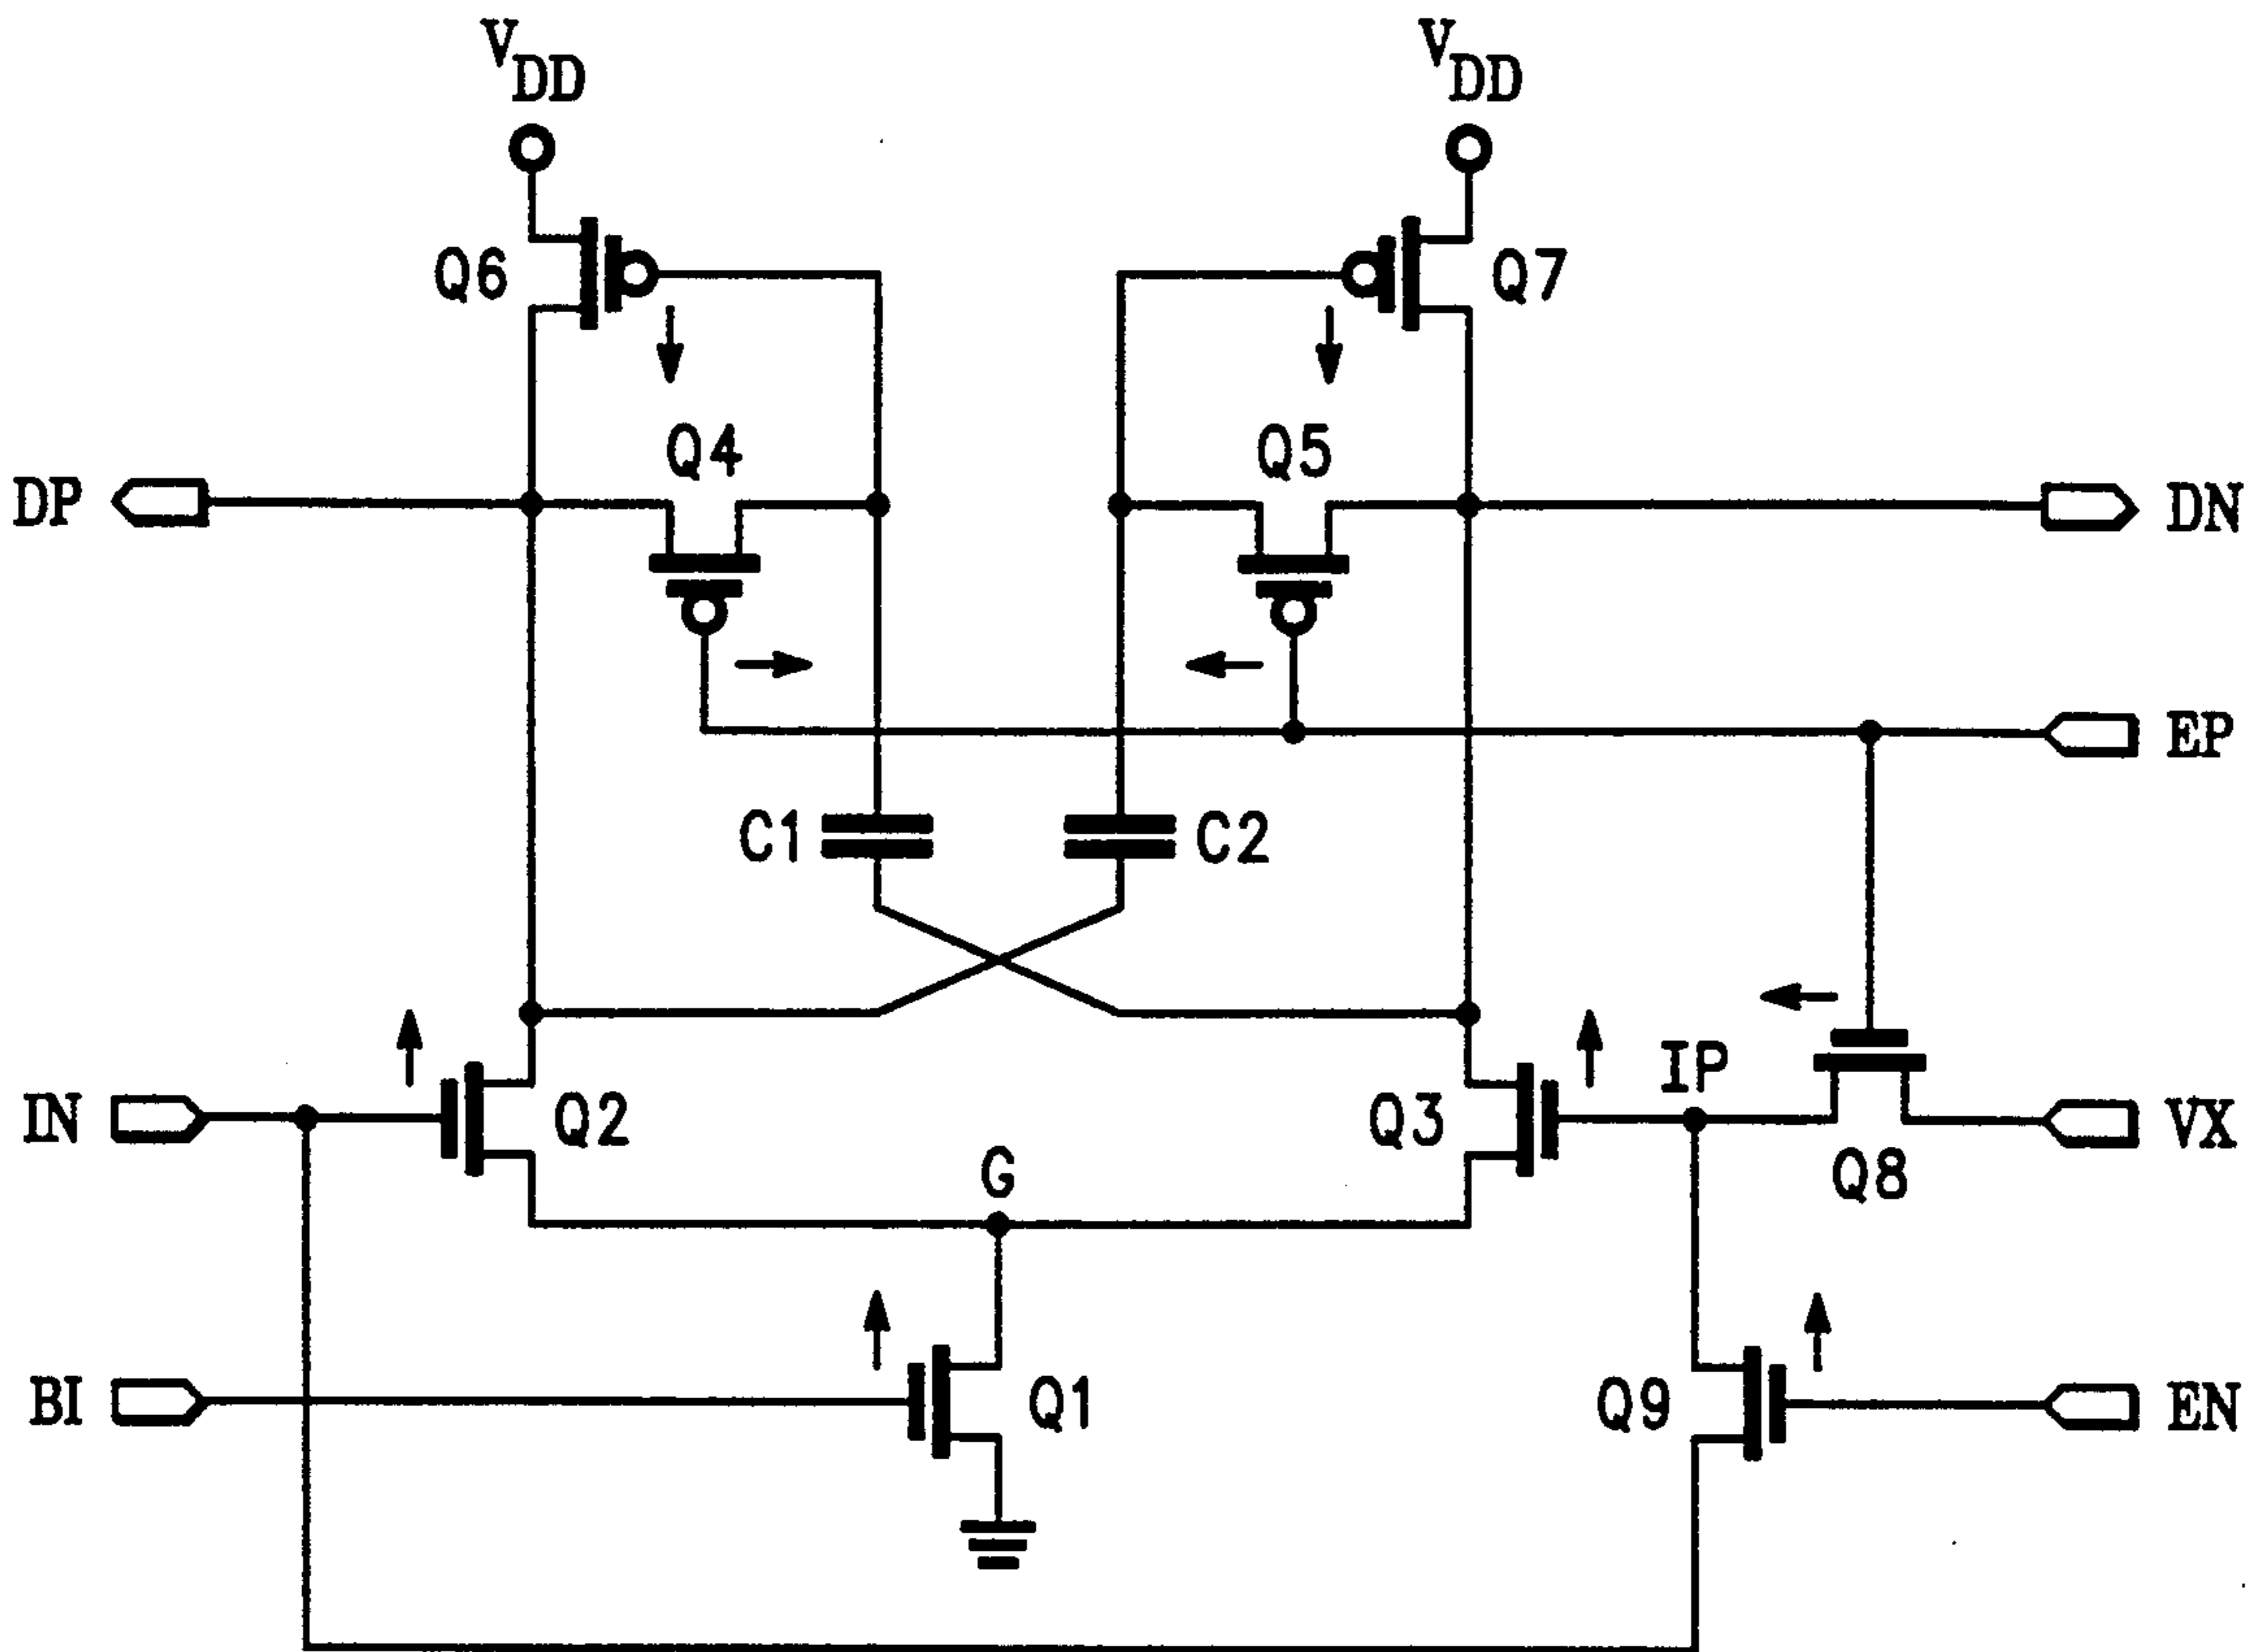 VDD VDD
Q6 Q7
Q4 Q5
DP DN
EP
C1 C2
IP
IN Q2 Q3 VX
G Q8
BI Q1 Q9 EN